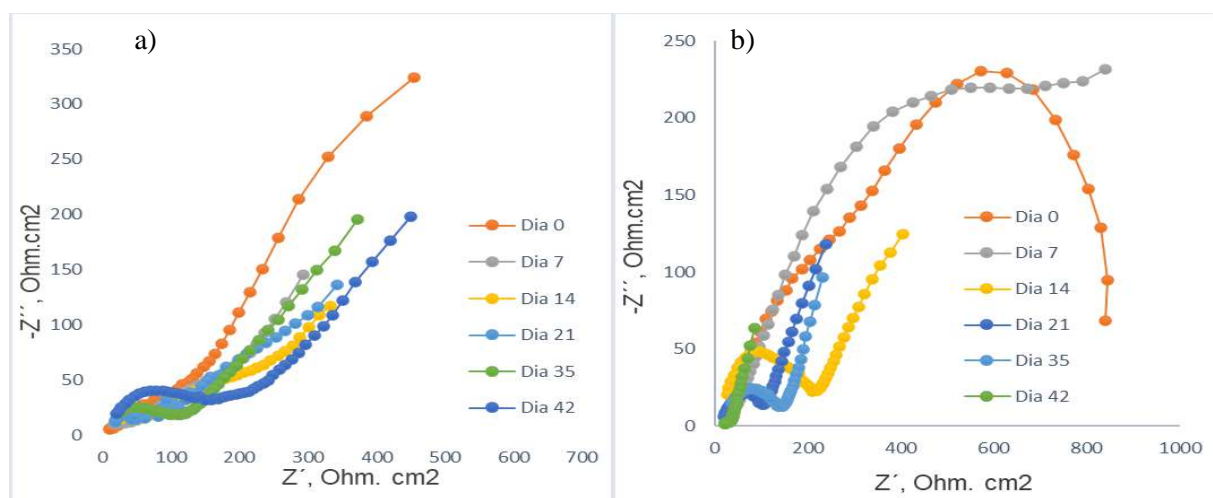 a)
350
300
250
200
150
100
50
0
-Z´´, Ohm.cm2
0 100 200 300 400 500 600 700
Z´, Ohm. cm2
Dia 0
Dia 7
Dia 14
Dia 21
Dia 35
Dia 42
b)
250
200
150
100
50
0
-Z´´, Ohm.cm2
0 200 400 600 800 1000
Z´, Ohm. cm2
Dia 0
Dia 7
Dia 14
Dia 21
Dia 35
Dia 42